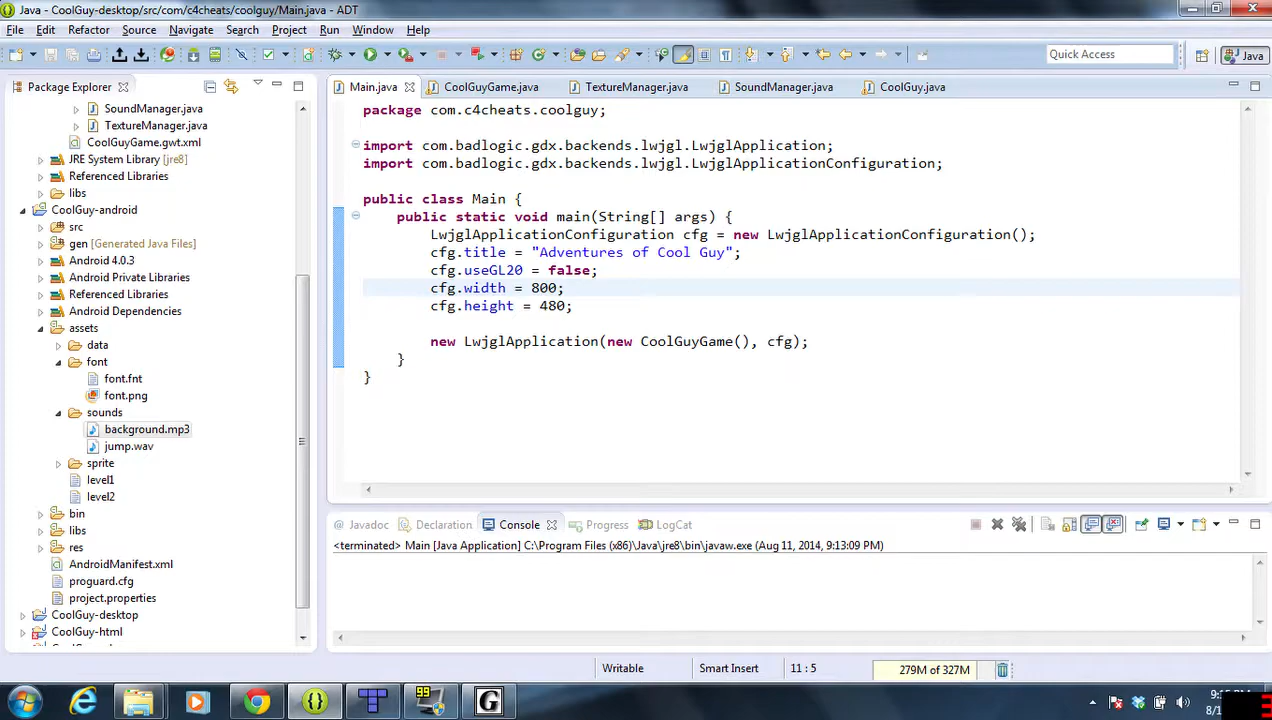 Java - CoolGuy-desktop/src/com/c4cheats/coolguy/Main.java - ADT
File Edit Refactor Source Navigate Search Project Run Window Help
Quick Access
Java
Package Explorer
SoundManager.java
TextureManager.java
CoolGuyGame.gwt.xml
JRE System Library [jre8]
Referenced Libraries
libs
CoolGuy-android
src
gen [Generated Java Files]
Android 4.0.3
Android Private Libraries
Referenced Libraries
Android Dependencies
assets
data
font
font.fnt
font.png
sounds
background.mp3
jump.wav
sprite
level1
level2
bin
libs
res
AndroidManifest.xml
proguard.cfg
project.properties
CoolGuy-desktop
CoolGuy-html
Main.java CoolGuyGame.java TextureManager.java SoundManager.java CoolGuy.java
package com.c4cheats.coolguy;
import com.badlogic.gdx.backends.lwjgl.LwjglApplication;
import com.badlogic.gdx.backends.lwjgl.LwjglApplicationConfiguration;
public class Main {
public static void main(String[] args) {
LwjglApplicationConfiguration cfg = new LwjglApplicationConfiguration();
cfg.title = "Adventures of Cool Guy";
cfg.useGL20 = false;
cfg.width = 800;
cfg.height = 480;
new LwjglApplication(new CoolGuyGame(), cfg);
}
}
@ Javadoc Declaration Console Progress LogCat
<terminated> Main [Java Application] C:\Program Files (x86)\Java\jre8\bin\javaw.exe (Aug 11, 2014, 9:13:09 PM)
Writable Smart Insert 11 : 5 279M of 327M
99
G